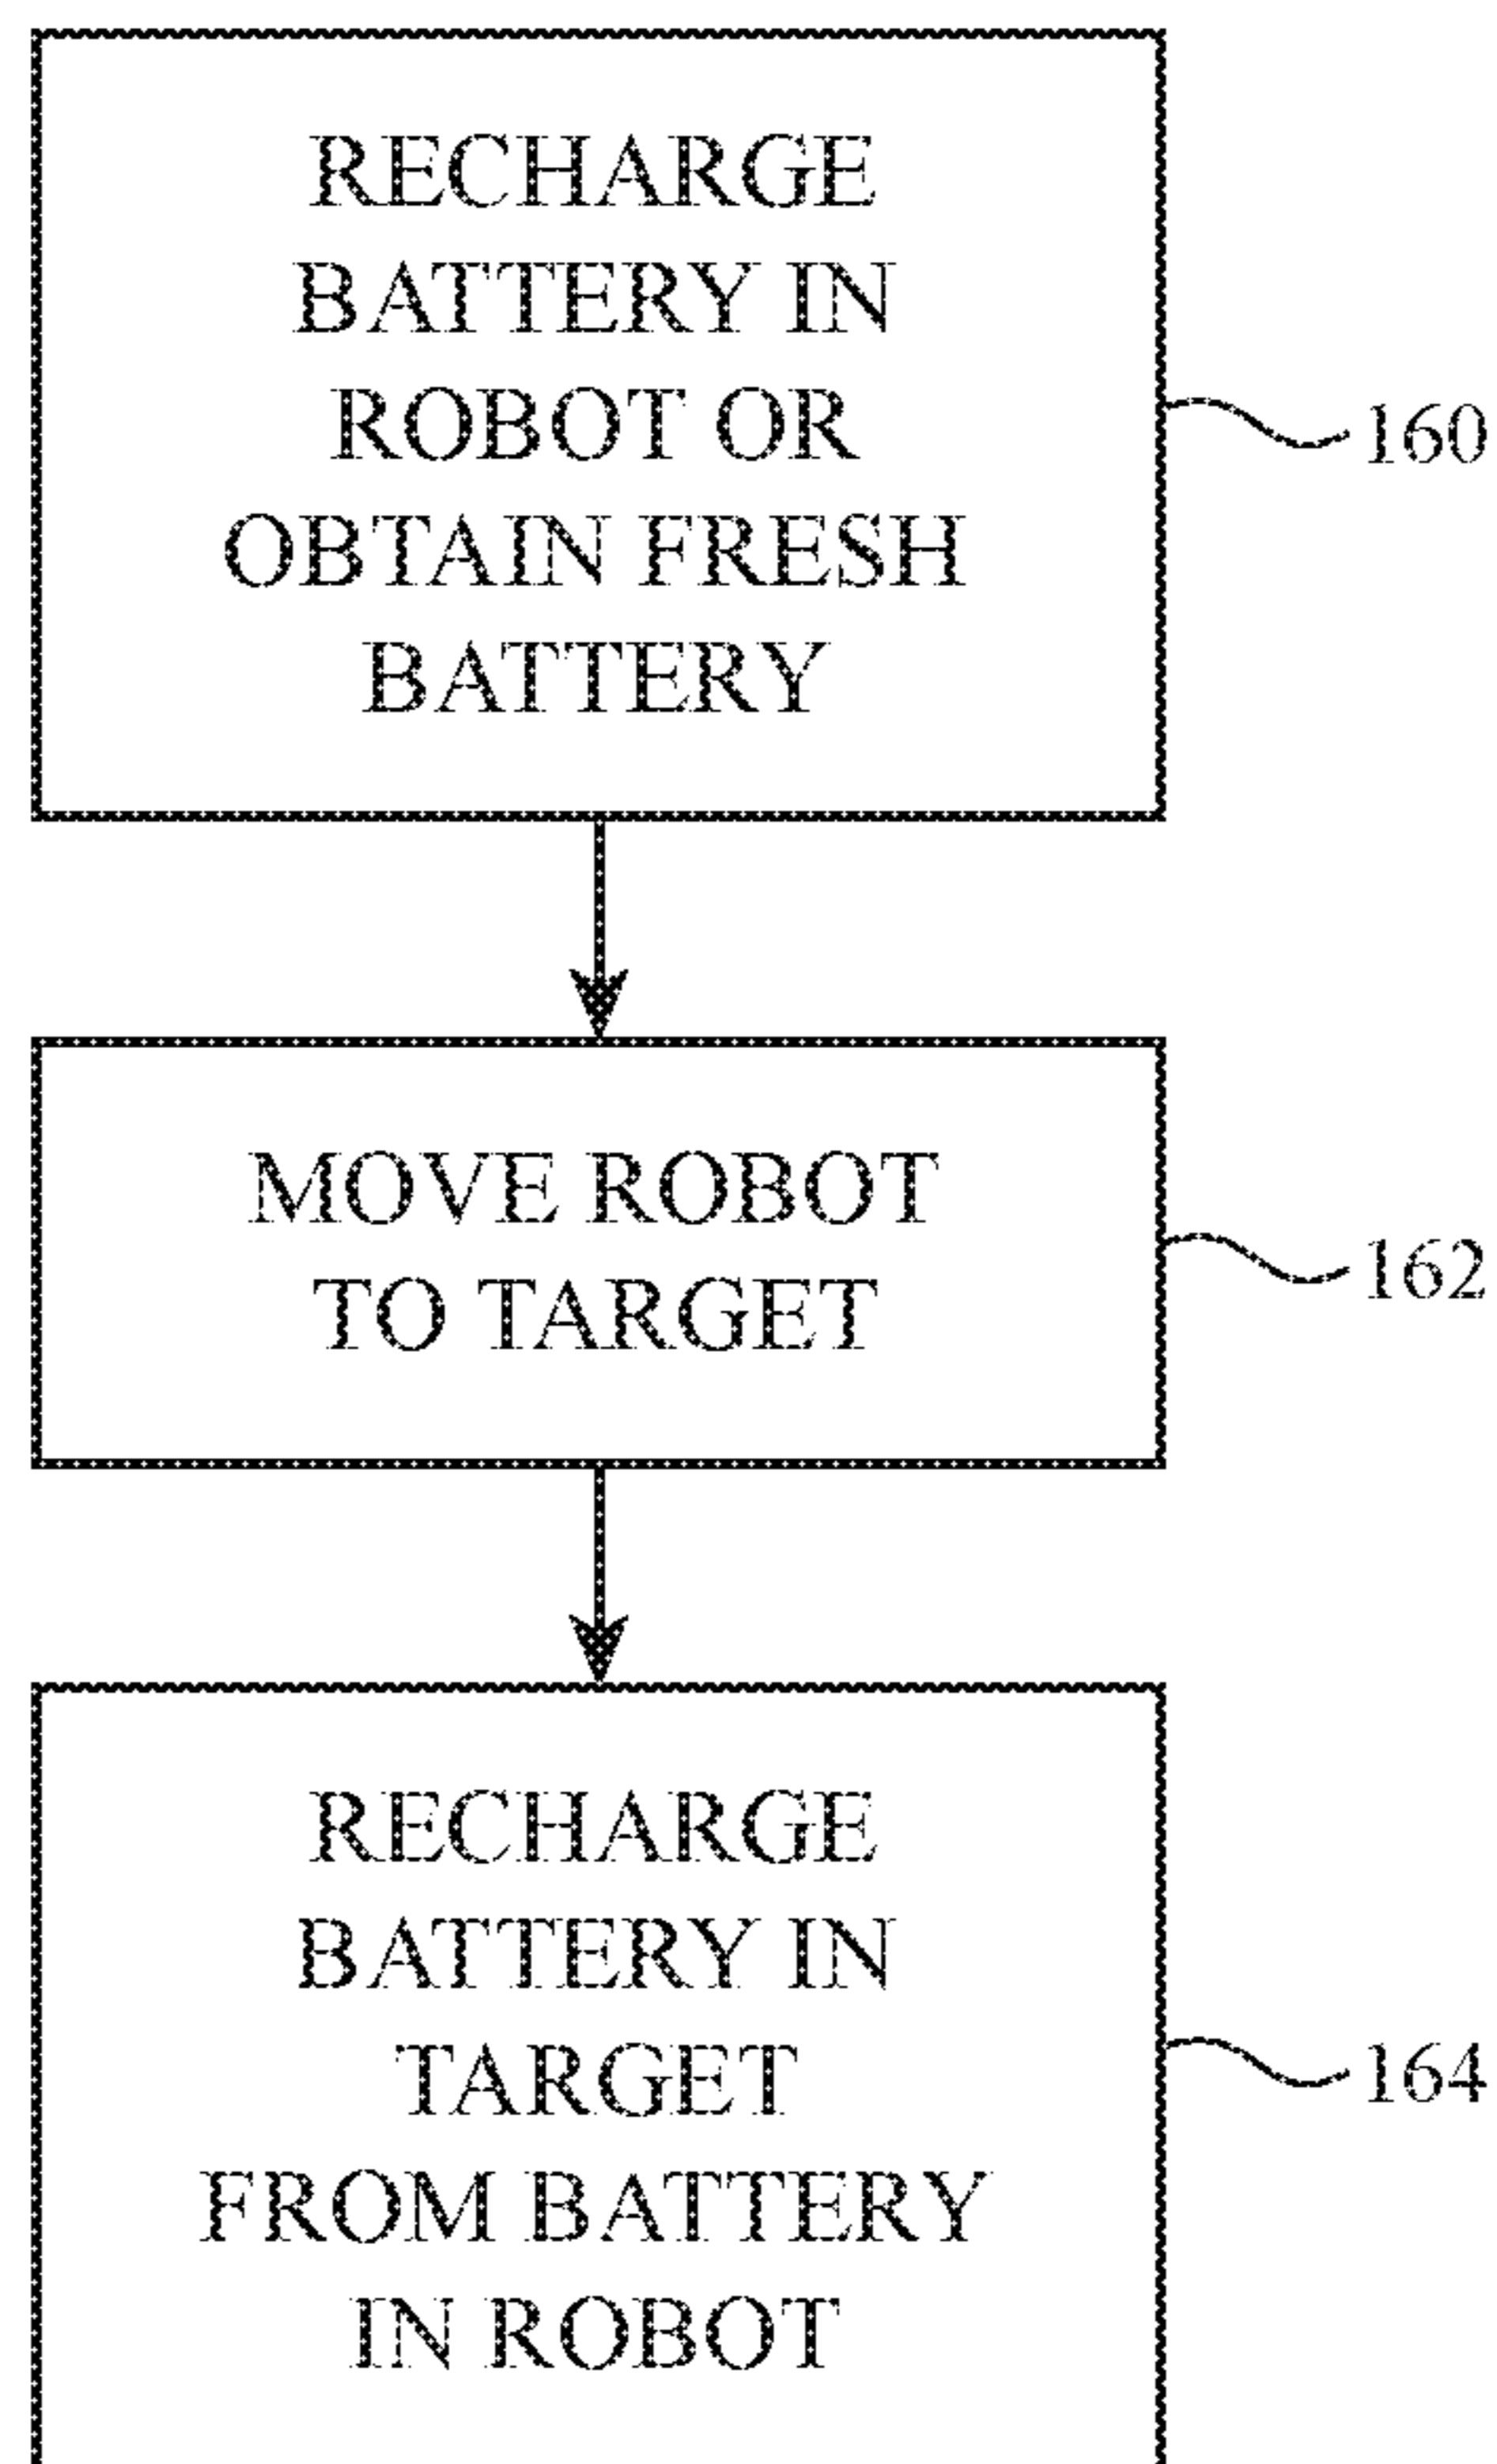 RECHARGE
BATTERY IN
ROBOT OR
OBTAIN FRESH
BATTERY
160
MOVE ROBOT
TO TARGET
162
RECHARGE
BATTERY IN
TARGET
FROM BATTERY
IN ROBOT
164